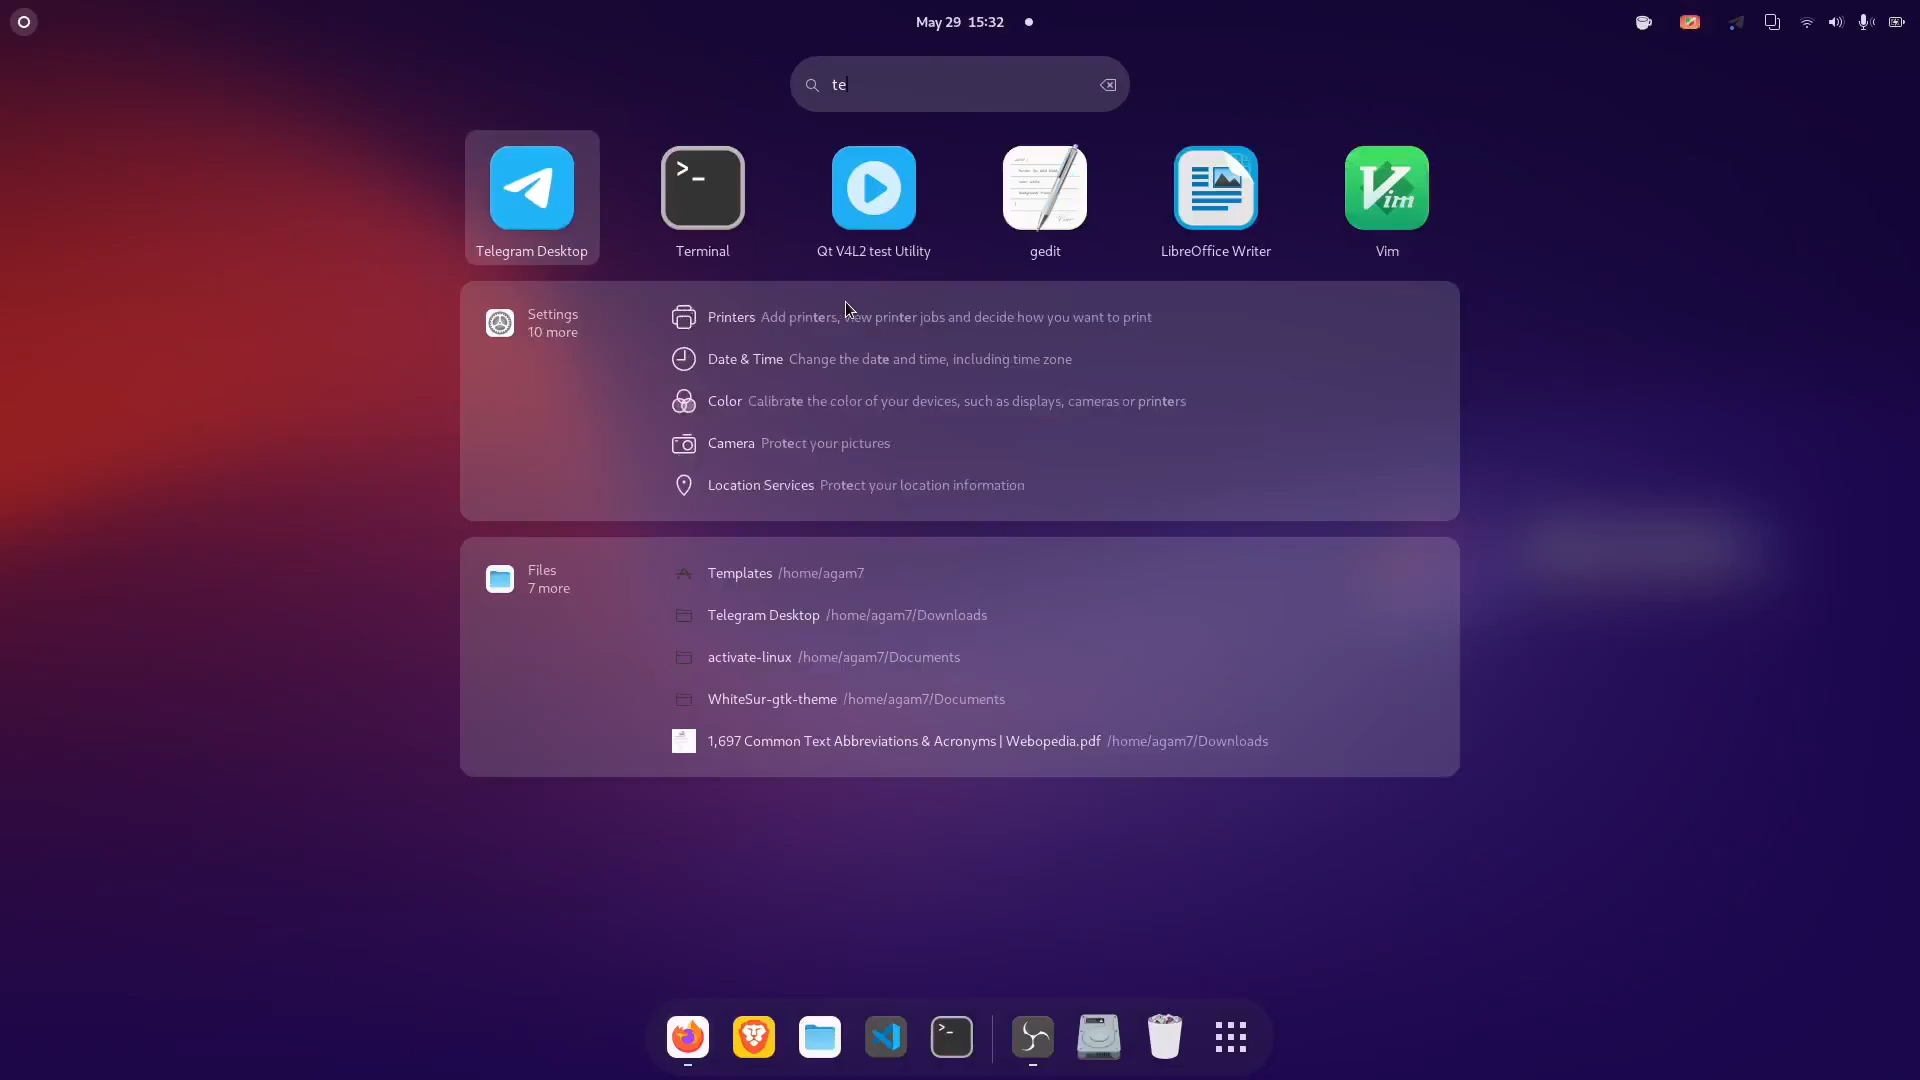 May 29 15:32
te
Telegram Desktop
Terminal
Qt V4L2 test Utility
gedit
LibreOffice Writer
Vim
Settings
10 more
Printers Add printers, view printer jobs and decide how you want to print
Date & Time Change the date and time, including time zone
Color Calibrate the color of your devices, such as displays, cameras or printers
Camera Protect your pictures
Location Services Protect your location information
Files
7 more
Templates /home/agam7
Telegram Desktop /home/agam7/Downloads
activate-linux /home/agam7/Documents
WhiteSur-gtk-theme /home/agam7/Documents
1,697 Common Text Abbreviations & Acronyms | Webopedia.pdf /home/agam7/Downloads